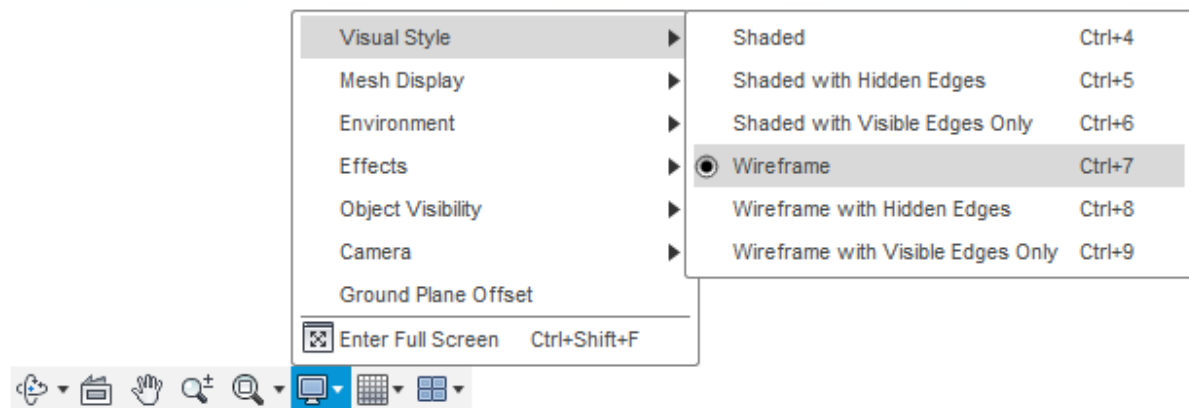 Visual Style
Mesh Display
Environment
Effects
Object Visibility
Camera
Ground Plane Offset
Enter Full Screen Ctrl+Shift+F
Shaded Ctrl+4
Shaded with Hidden Edges Ctrl+5
Shaded with Visible Edges Only Ctrl+6
Wireframe Ctrl+7
Wireframe with Hidden Edges Ctrl+8
Wireframe with Visible Edges Only Ctrl+9